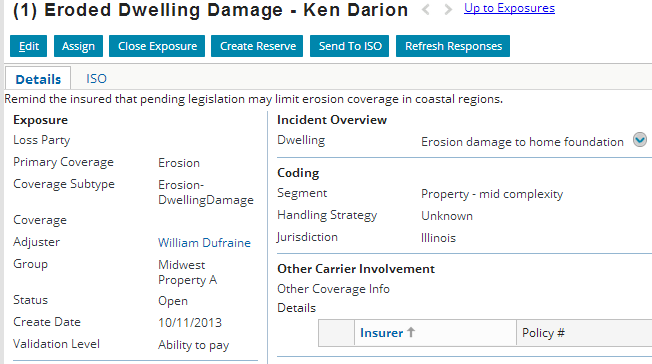 (1) Eroded Dwelling Damage - Ken Darion < > Up to Exposures
Edit Assign Close Exposure Create Reserve Send To ISO Refresh Responses
Details ISO
Remind the insured that pending legislation may limit erosion coverage in coastal regions.
Exposure
Loss Party
Primary Coverage Erosion
Coverage Subtype Erosion-
DwellingDamage
Coverage
Adjuster William Dufraine
Group Midwest
Property A
Status Open
Create Date 10/11/2013
Validation Level Ability to pay
Incident Overview
Dwelling Erosion damage to home foundation
Coding
Segment Property - mid complexity
Handling Strategy Unknown
Jurisdiction Illinois
Other Carrier Involvement
Other Coverage Info
Details
Insurer ↑ Policy #